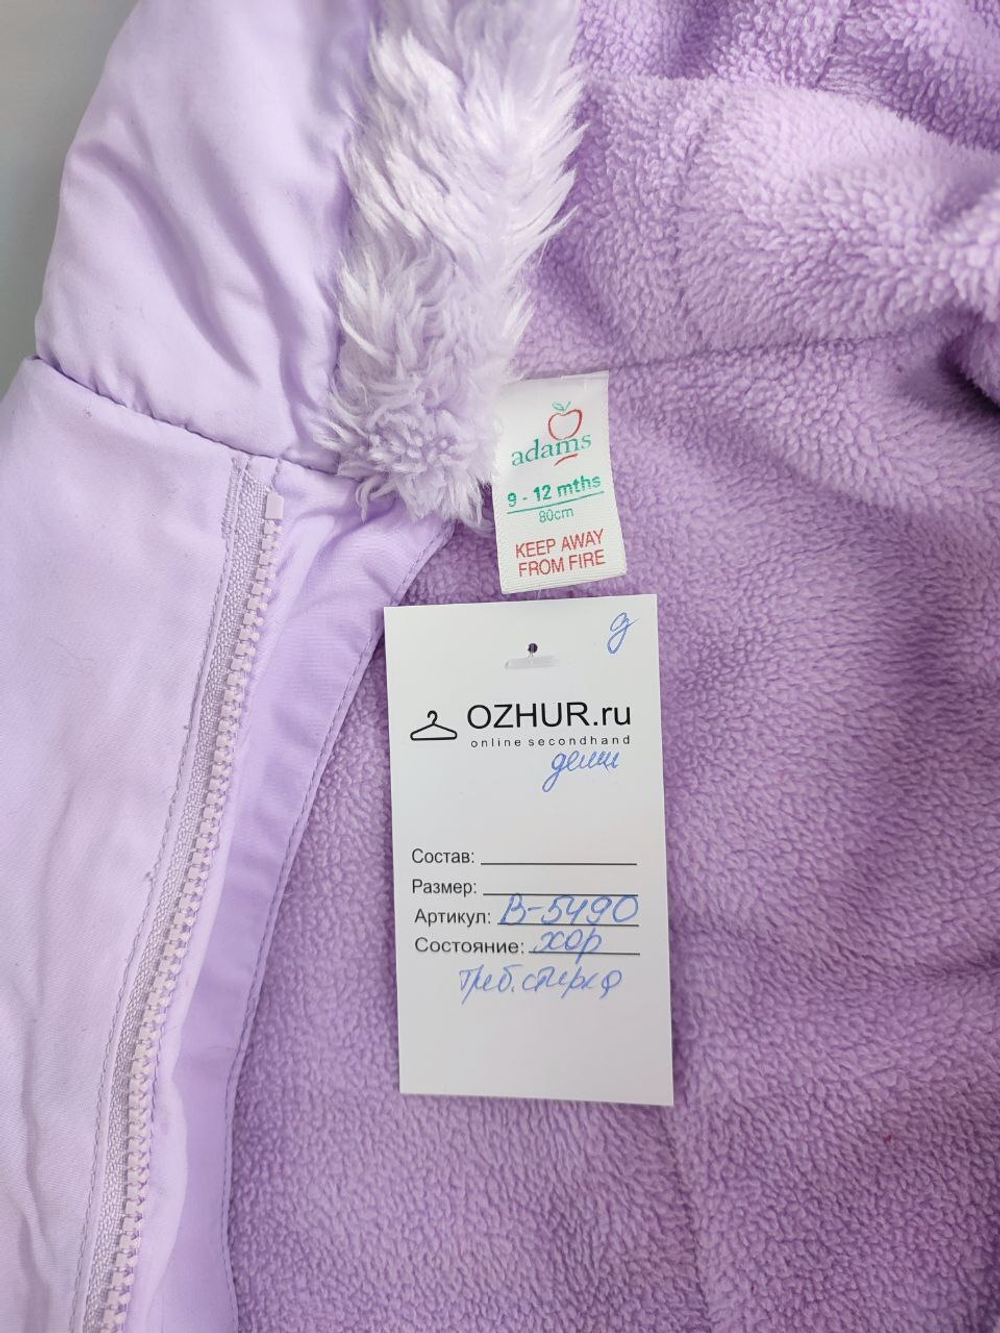 adams
9 - 12 mths
80cm
KEEP AWAY
FROM FIRE
OZHUR.ru
online secondhand
деми
Состав:
Размер:
Артикул: В-5490
Состояние: хор
треб. стирка